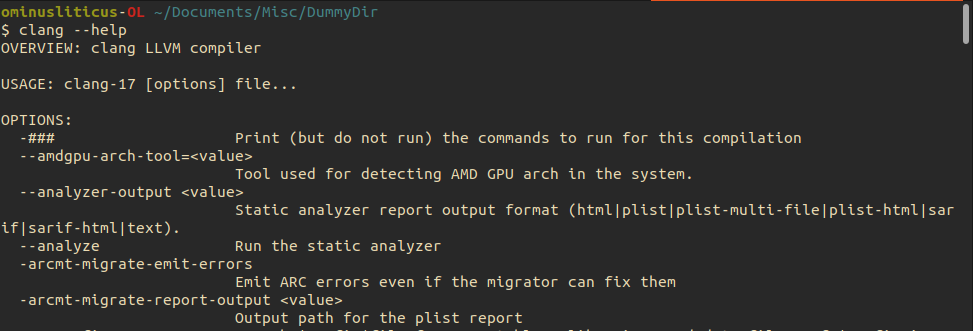 ominusliticus-OL ~/Documents/Misc/DummyDir
$ clang --help
OVERVIEW: clang LLVM compiler
USAGE: clang-17 [options] file...
OPTIONS:
-### Print (but do not run) the commands to run for this compilation
--amdgpu-arch-tool=<value>
Tool used for detecting AMD GPU arch in the system.
--analyzer-output <value>
Static analyzer report output format (html|plist|plist-multi-file|plist-html|sar
if|sarif-html|text).
--analyze Run the static analyzer
-arcmt-migrate-emit-errors
Emit ARC errors even if the migrator can fix them
-arcmt-migrate-report-output <value>
Output path for the plist report